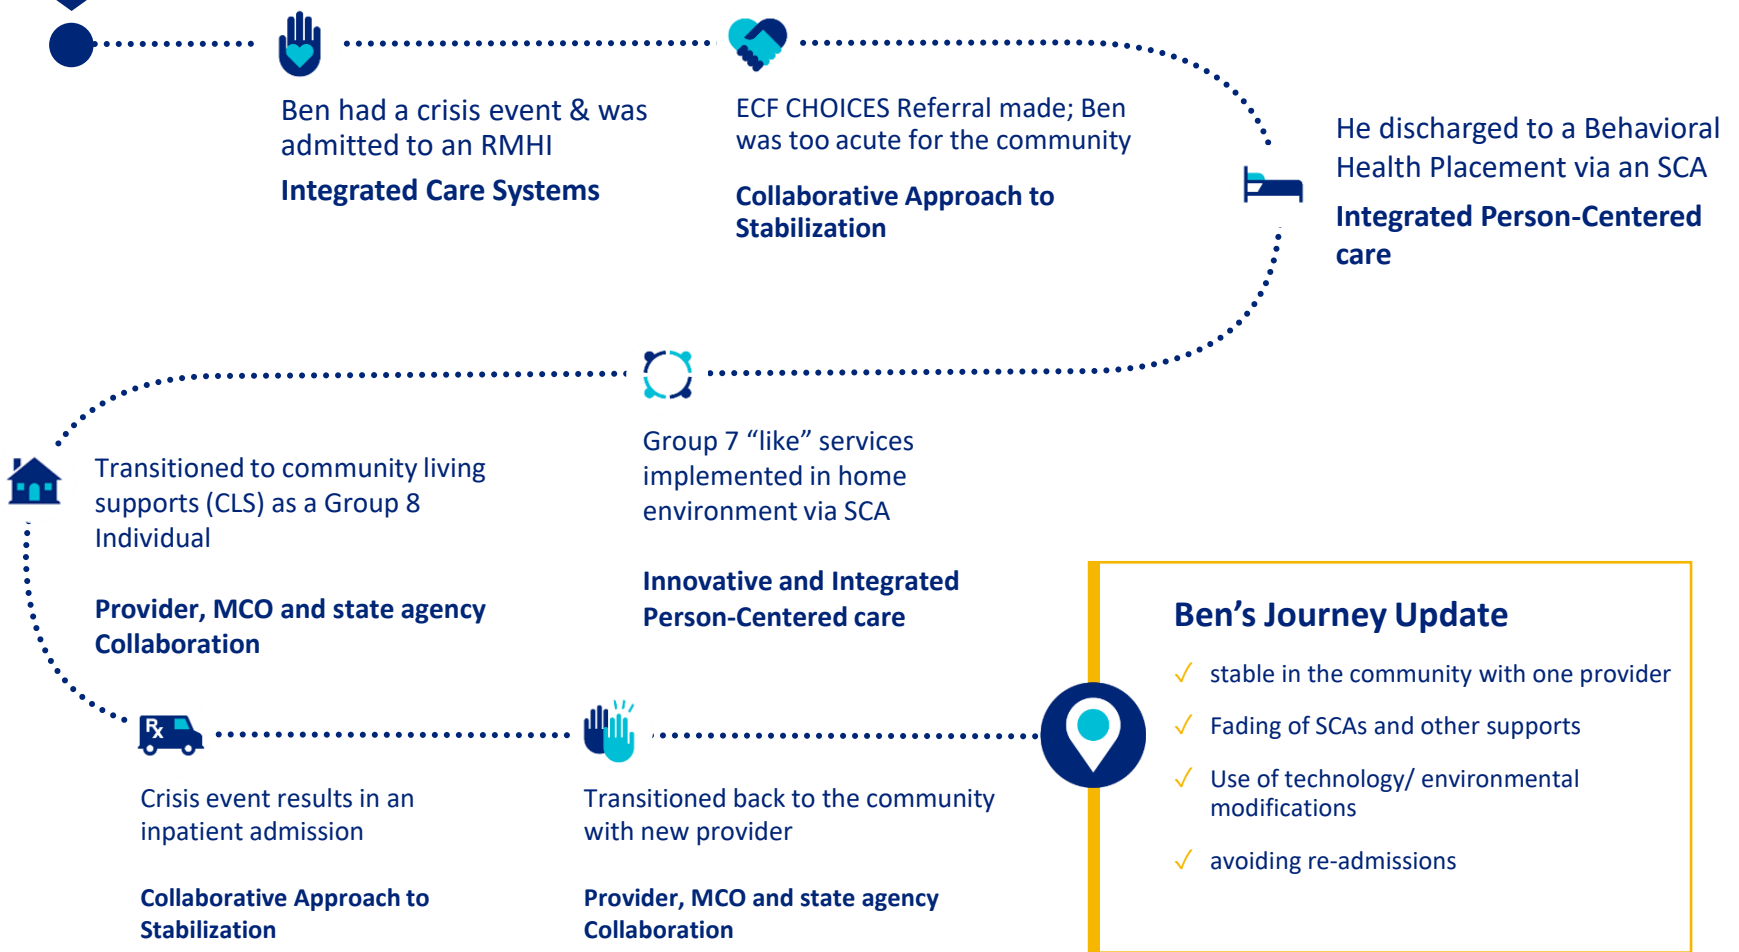 Ben had a crisis event & was
admitted to an RMHI
Integrated Care Systems
ECF CHOICES Referral made; Ben
was too acute for the community
Collaborative Approach to
Stabilization
He discharged to a Behavioral
Health Placement via an SCA
Integrated Person-Centered
care
Group 7 “like” services
implemented in home
environment via SCA
Innovative and Integrated
Person-Centered care
Transitioned to community living
supports (CLS) as a Group 8
Individual
Provider, MCO and state agency
Collaboration
Rx
Crisis event results in an
inpatient admission
Collaborative Approach to
Stabilization
Transitioned back to the community
with new provider
Provider, MCO and state agency
Collaboration
Ben’s Journey Update
✓ stable in the community with one provider
✓ Fading of SCAs and other supports
✓ Use of technology/ environmental
modifications
✓ avoiding re-admissions